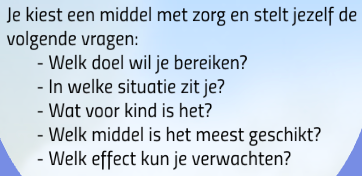 Je kiest een middel met zorg en stelt jezelf de
volgende vragen:
- Welk doel wil je bereiken?
- In welke situatie zit je?
- Wat voor kind is het?
- Welk middel is het meest geschikt?
- Welk effect kun je verwachten?